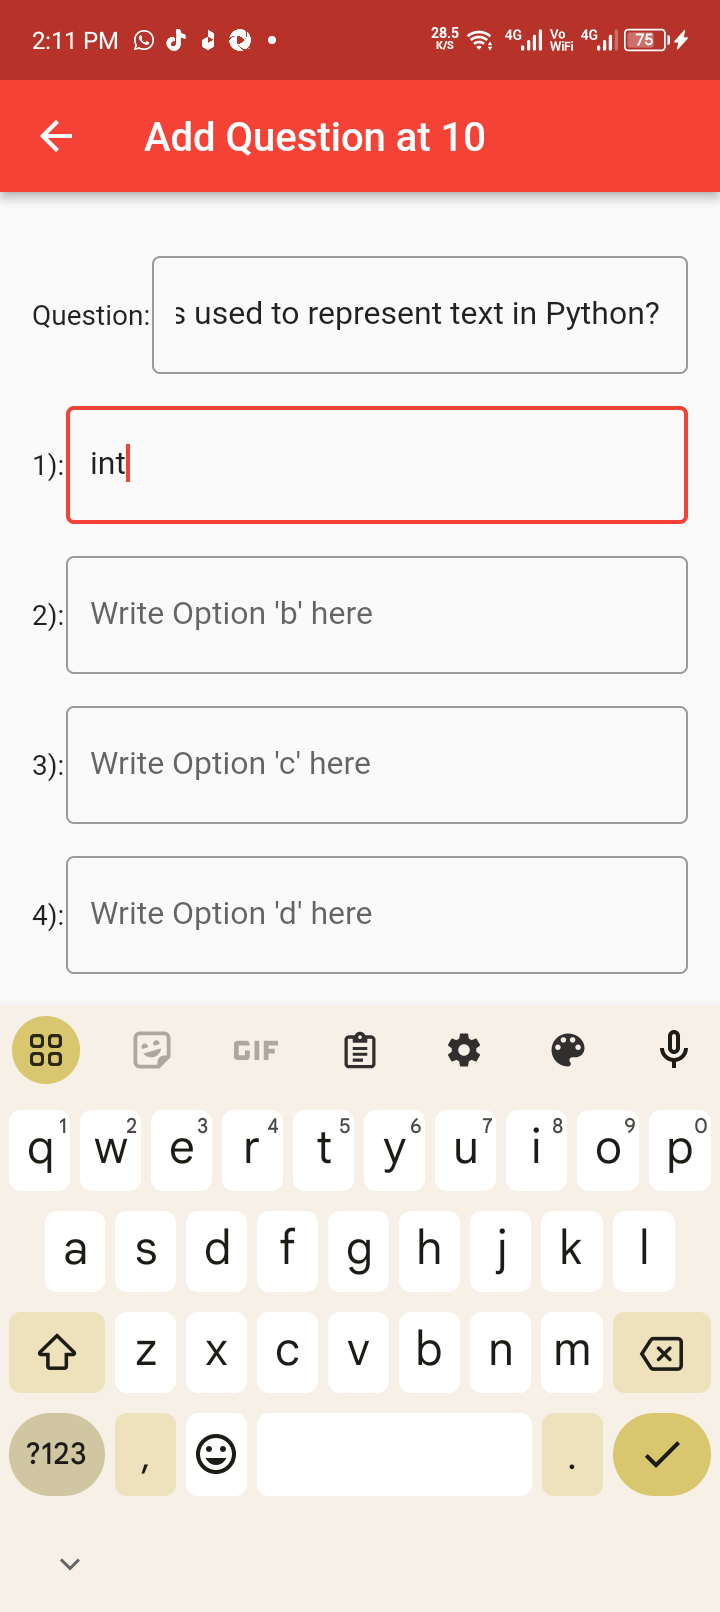 2:11 PM 28.5 K/S 4G Vo WiFi 4G 75
Add Question at 10
Question: s used to represent text in Python?
1): int
2): Write Option 'b' here
3): Write Option 'c' here
4): Write Option 'd' here
GIF
q1 w2 e3 r4 t5 y6 u7 i8 o9 p0
a s d f g h j k l
z x c v b n m
?123 , .